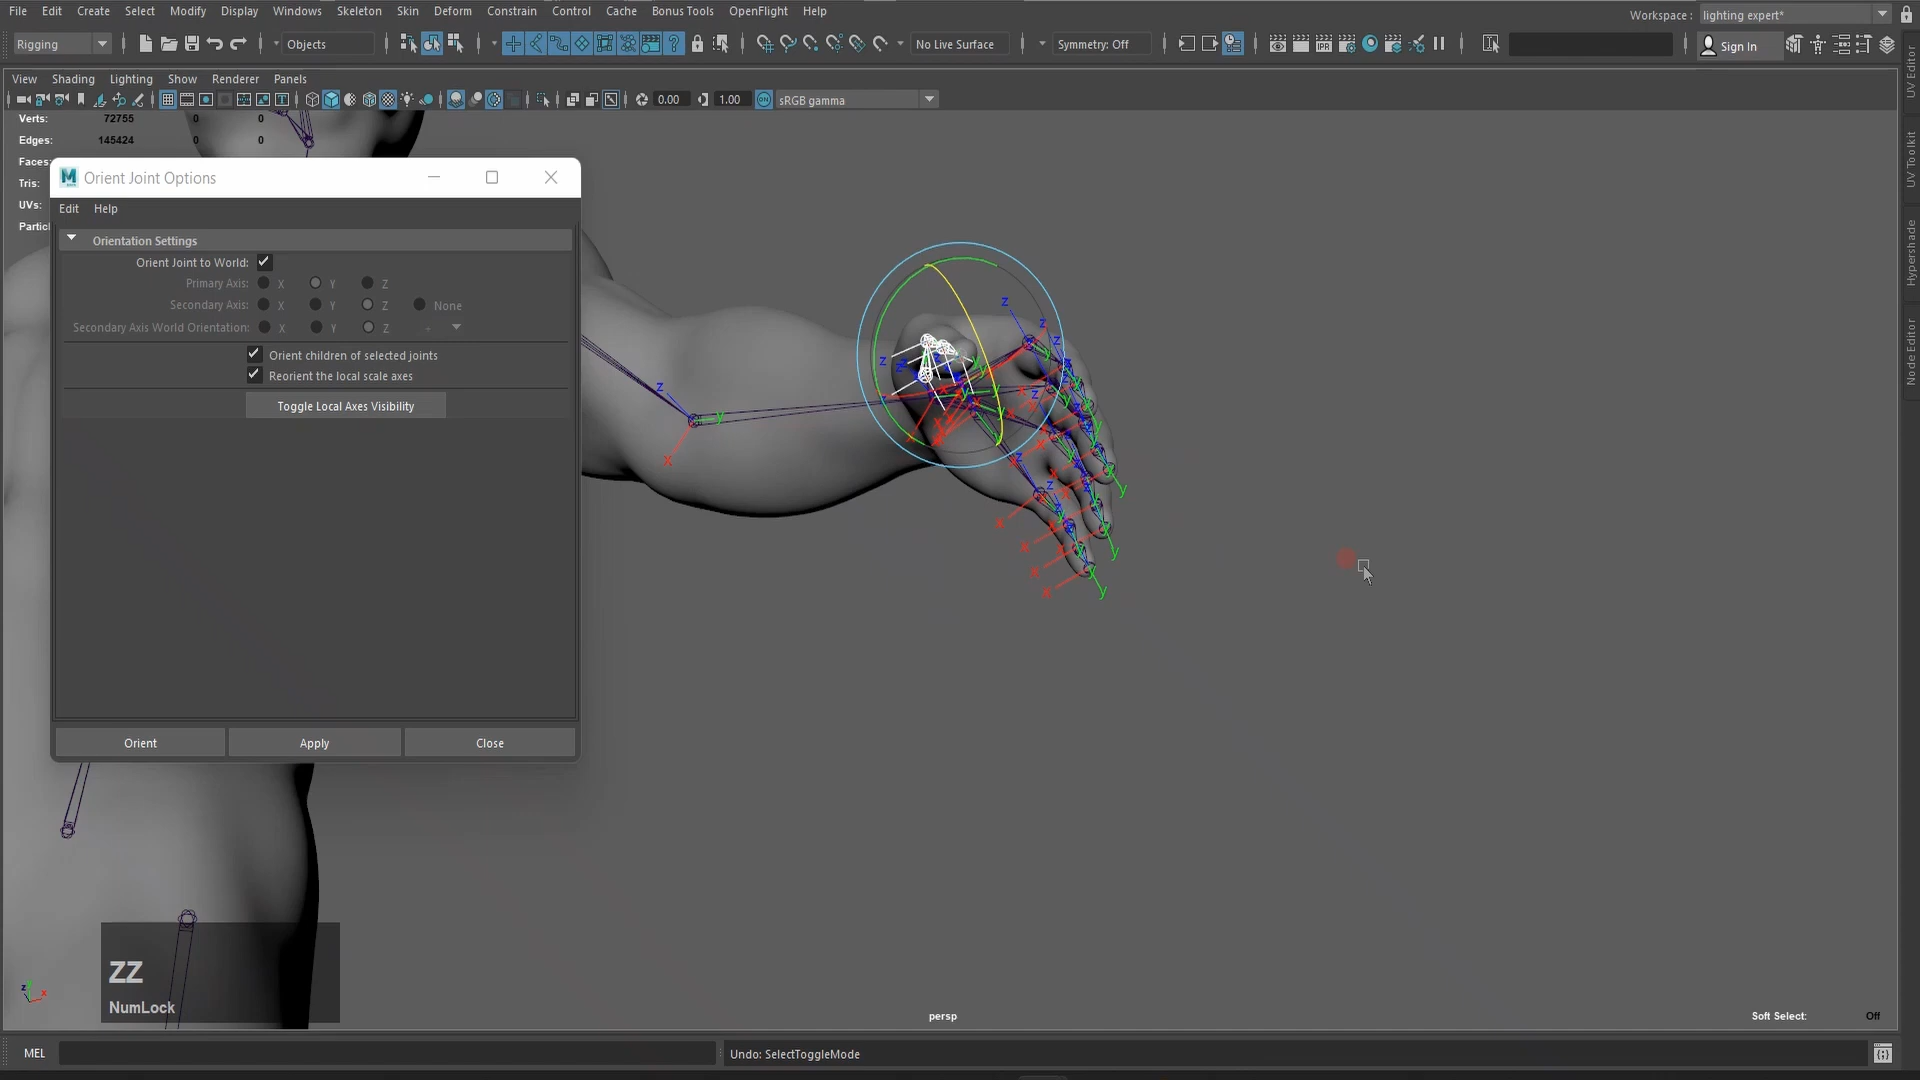 File Edit Create Select Modify Display Windows Skeleton Skin Deform Constrain Control Cache Bonus Tools OpenFlight Help
Workspace : lighting expert*
Rigging Objects No Live Surface Symmetry: Off Sign In
IPR
View Shading Lighting Show Renderer Panels
0.00 1.00 ON sRGB gamma
Verts: 72755 0 0
Edges: 145424 0 0
Faces:
Tris:
UVs:
Particl
M Orient Joint Options
Edit Help
Orientation Settings
Orient Joint to World:
Primary Axis: X Y Z
Secondary Axis: X Y Z None
Secondary Axis World Orientation: X Y Z +
Orient children of selected joints
Reorient the local scale axes
Toggle Local Axes Visibility
Orient Apply Close
UV Editor
UV Toolkit
Hypershade
Node Editor
ZZ
NumLock
persp
Soft Select: Off
MEL Undo: SelectToggleMode